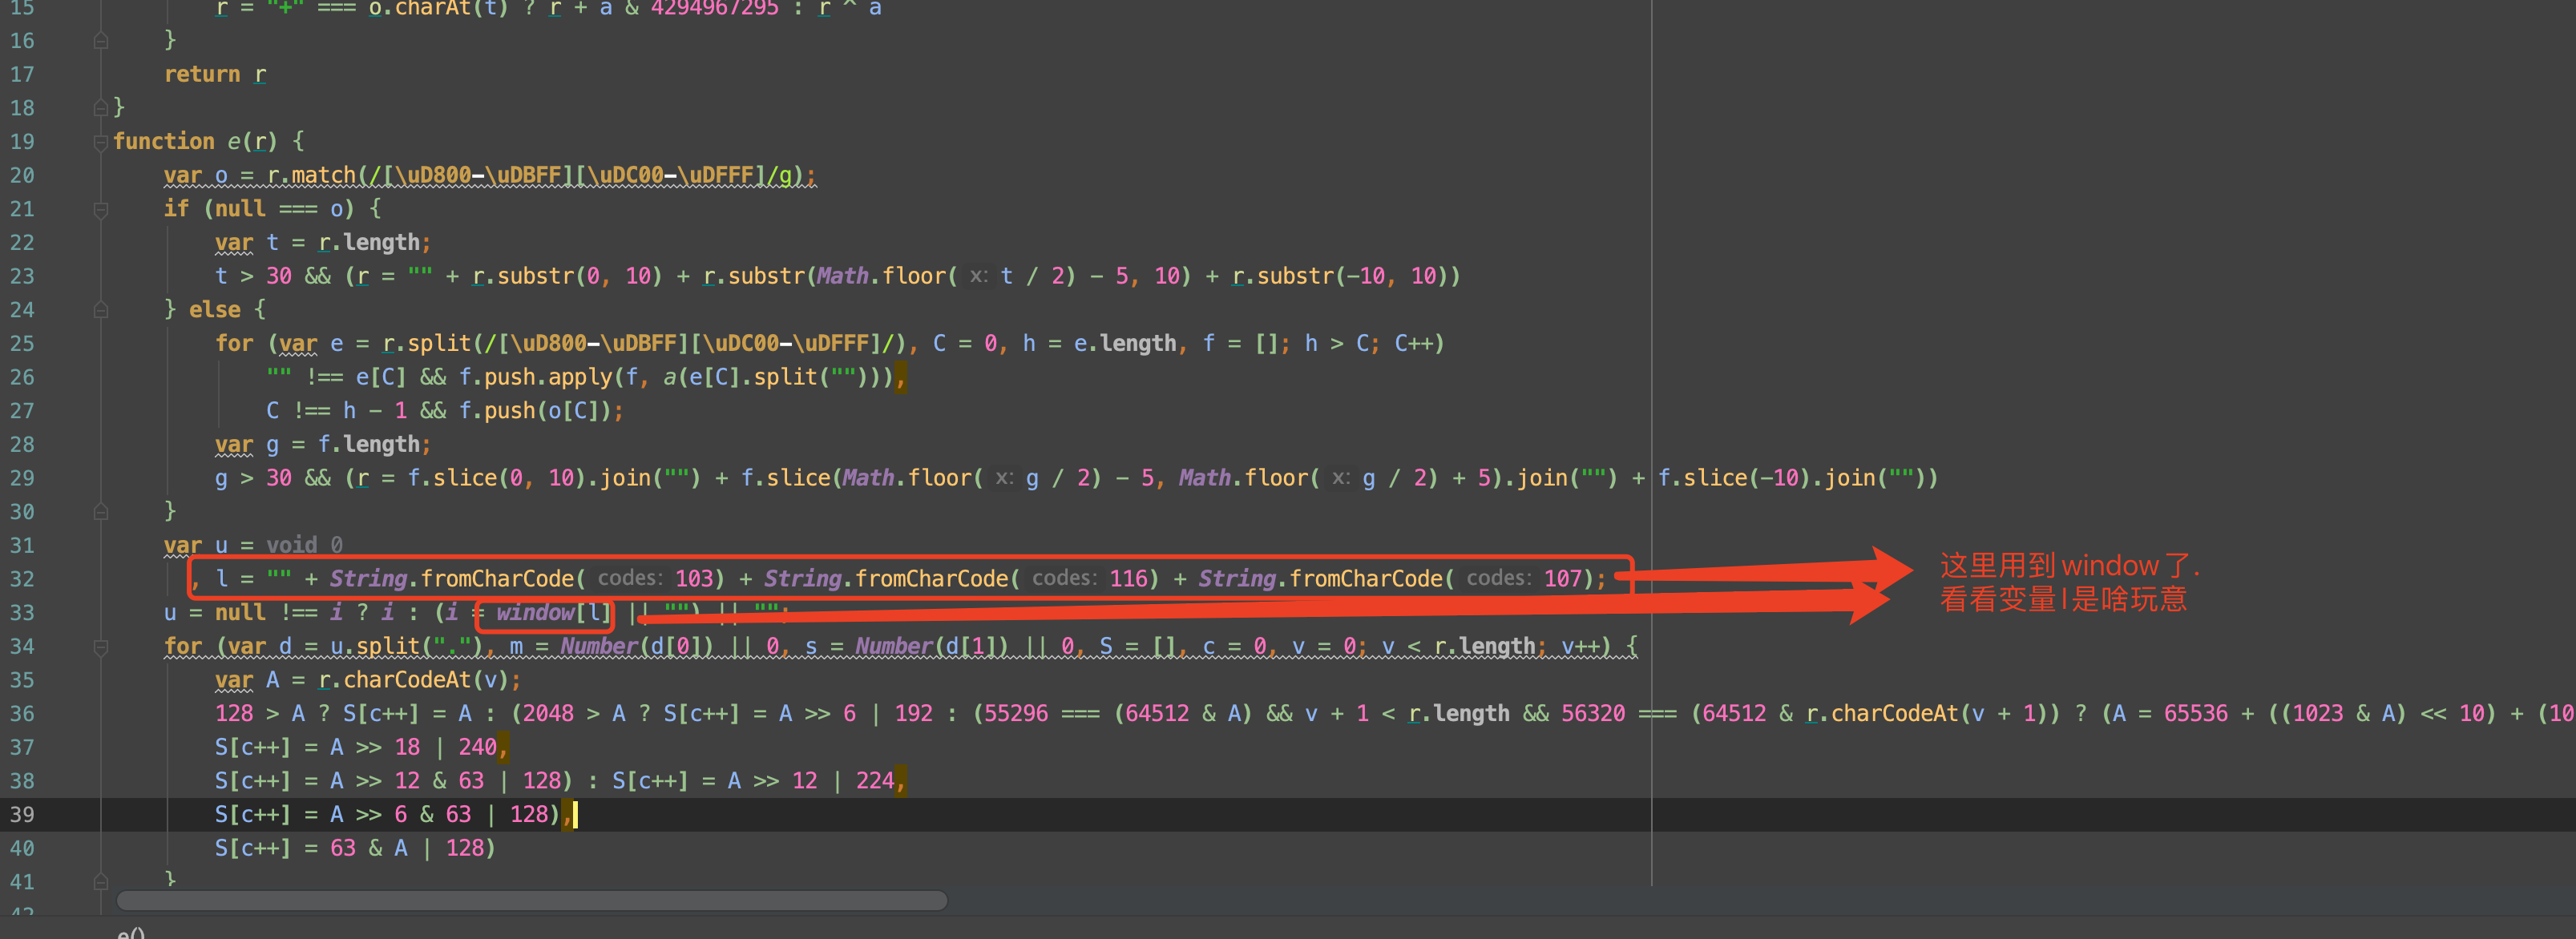 15 r = "+" === o.charAt(t) ? r + a & 4294967295 : r ^ a
16 }
17 return r
18 }
19 function e(r) {
20 var o = r.match(/[\uD800-\uDBFF][\uDC00-\uDFFF]/g);
21 if (null === o) {
22 var t = r.length;
23 t > 30 && (r = "" + r.substr(0, 10) + r.substr(Math.floor( x: t / 2) - 5, 10) + r.substr(-10, 10))
24 } else {
25 for (var e = r.split(/[\uD800-\uDBFF][\uDC00-\uDFFF]/), C = 0, h = e.length, f = []; h > C; C++)
26 "" !== e[C] && f.push.apply(f, a(e[C].split(""))),
27 C !== h - 1 && f.push(o[C]);
28 var g = f.length;
29 g > 30 && (r = f.slice(0, 10).join("") + f.slice(Math.floor( x: g / 2) - 5, Math.floor( x: g / 2) + 5).join("") + f.slice(-10).join(""))
30 }
31 var u = void 0
32 , l = "" + String.fromCharCode( codes: 103) + String.fromCharCode( codes: 116) + String.fromCharCode( codes: 107);
这里用到 window 了.
看看变量 l 是啥玩意
33 u = null !== i ? i : (i = window[l] || "") || "";
34 for (var d = u.split("."), m = Number(d[0]) || 0, s = Number(d[1]) || 0, S = [], c = 0, v = 0; v < r.length; v++) {
35 var A = r.charCodeAt(v);
36 128 > A ? S[c++] = A : (2048 > A ? S[c++] = A >> 6 | 192 : (55296 === (64512 & A) && v + 1 < r.length && 56320 === (64512 & r.charCodeAt(v + 1)) ? (A = 65536 + ((1023 & A) << 10) + (10
37 S[c++] = A >> 18 | 240,
38 S[c++] = A >> 12 & 63 | 128) : S[c++] = A >> 12 | 224,
39 S[c++] = A >> 6 & 63 | 128),
40 S[c++] = 63 & A | 128)
41 }
42
e()